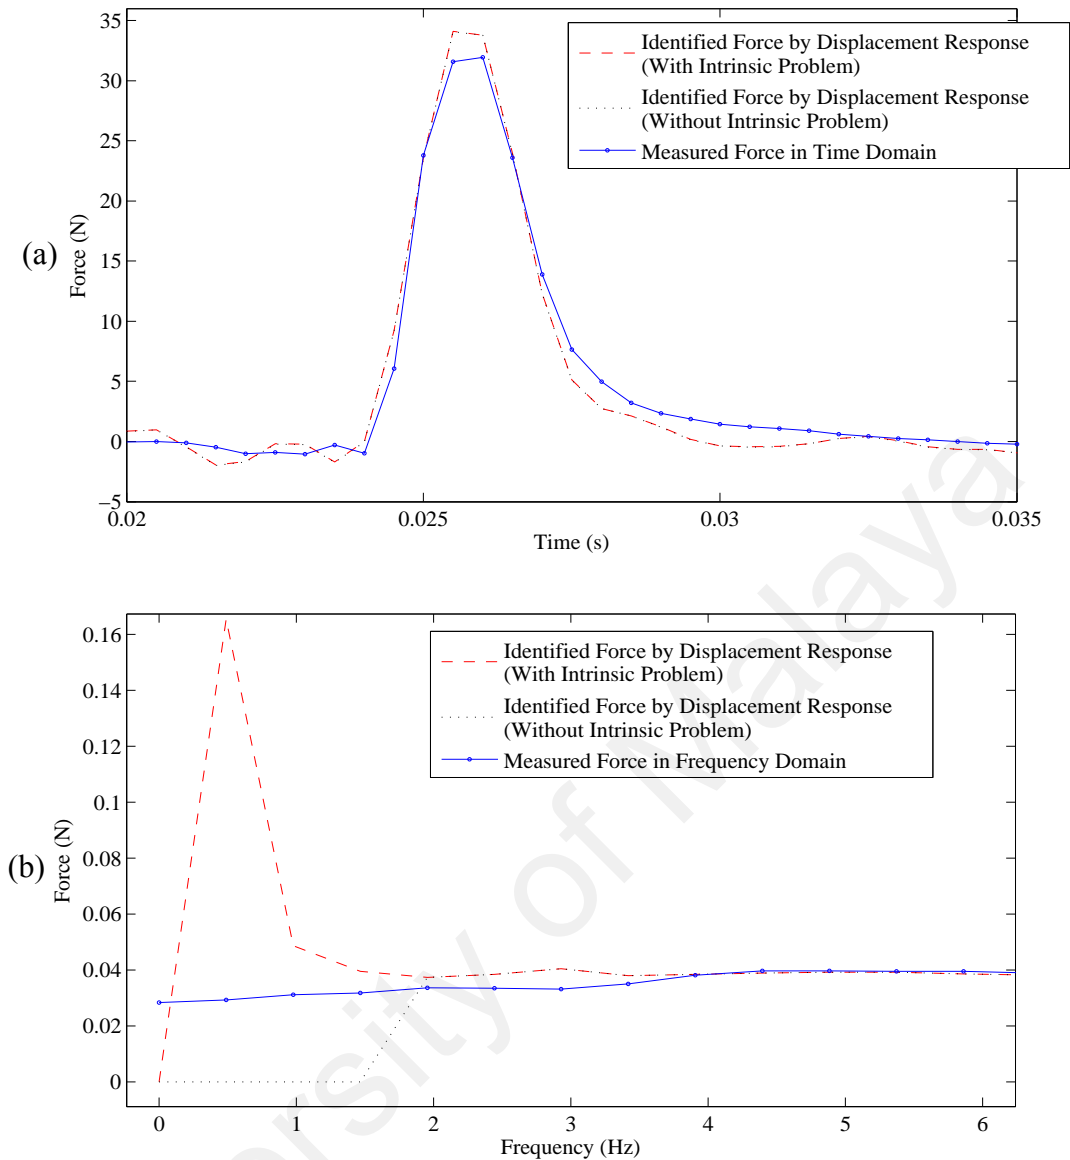 (a)
Force (N)
35
30
25
20
15
10
5
0
−5
0.02
0.025
0.03
0.035
Time (s)
Identified Force by Displacement Response
(With Intrinsic Problem)
Identified Force by Displacement Response
(Without Intrinsic Problem)
Measured Force in Time Domain
(b)
Force (N)
0.16
0.14
0.12
0.1
0.08
0.06
0.04
0.02
0
0
1
2
3
4
5
6
Frequency (Hz)
Identified Force by Displacement Response
(With Intrinsic Problem)
Identified Force by Displacement Response
(Without Intrinsic Problem)
Measured Force in Frequency Domain
ersity of Malaya